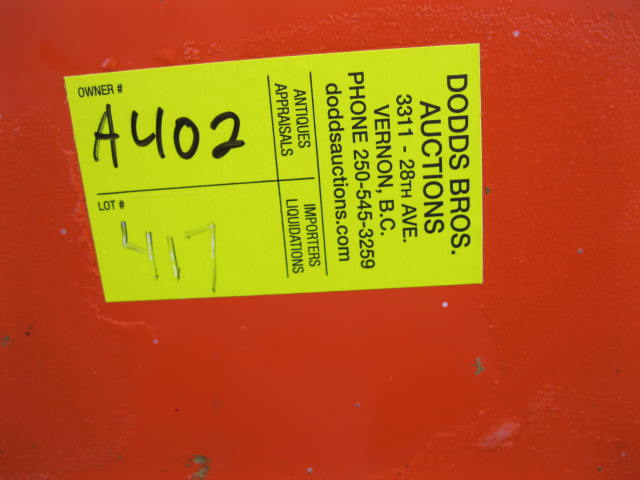 OWNER #
A402
LOT #
417
ANTIQUES
APPRAISALS
IMPORTERS
LIQUIDATIONS
DODDS BROS.
AUCTIONS
3311 - 28TH AVE.
VERNON, B.C.
PHONE 250-545-3259
doddsauctions.com